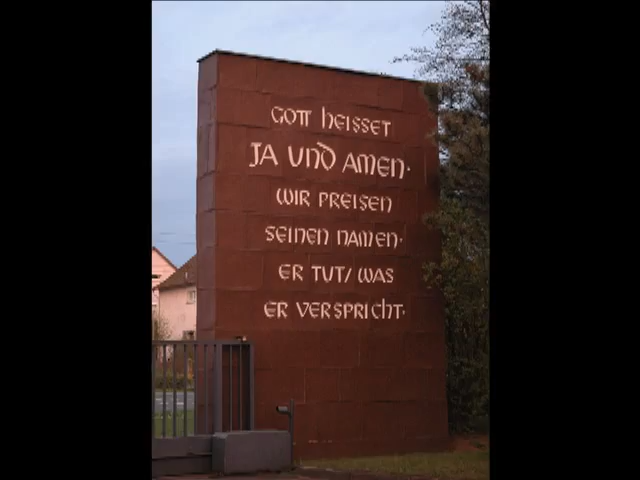 GOTT HEISSET
JA UND AMEN.
WIR PREISEN
SEINEN NAMEN.
ER TUT/ WAS
ER VERSPRICHT.